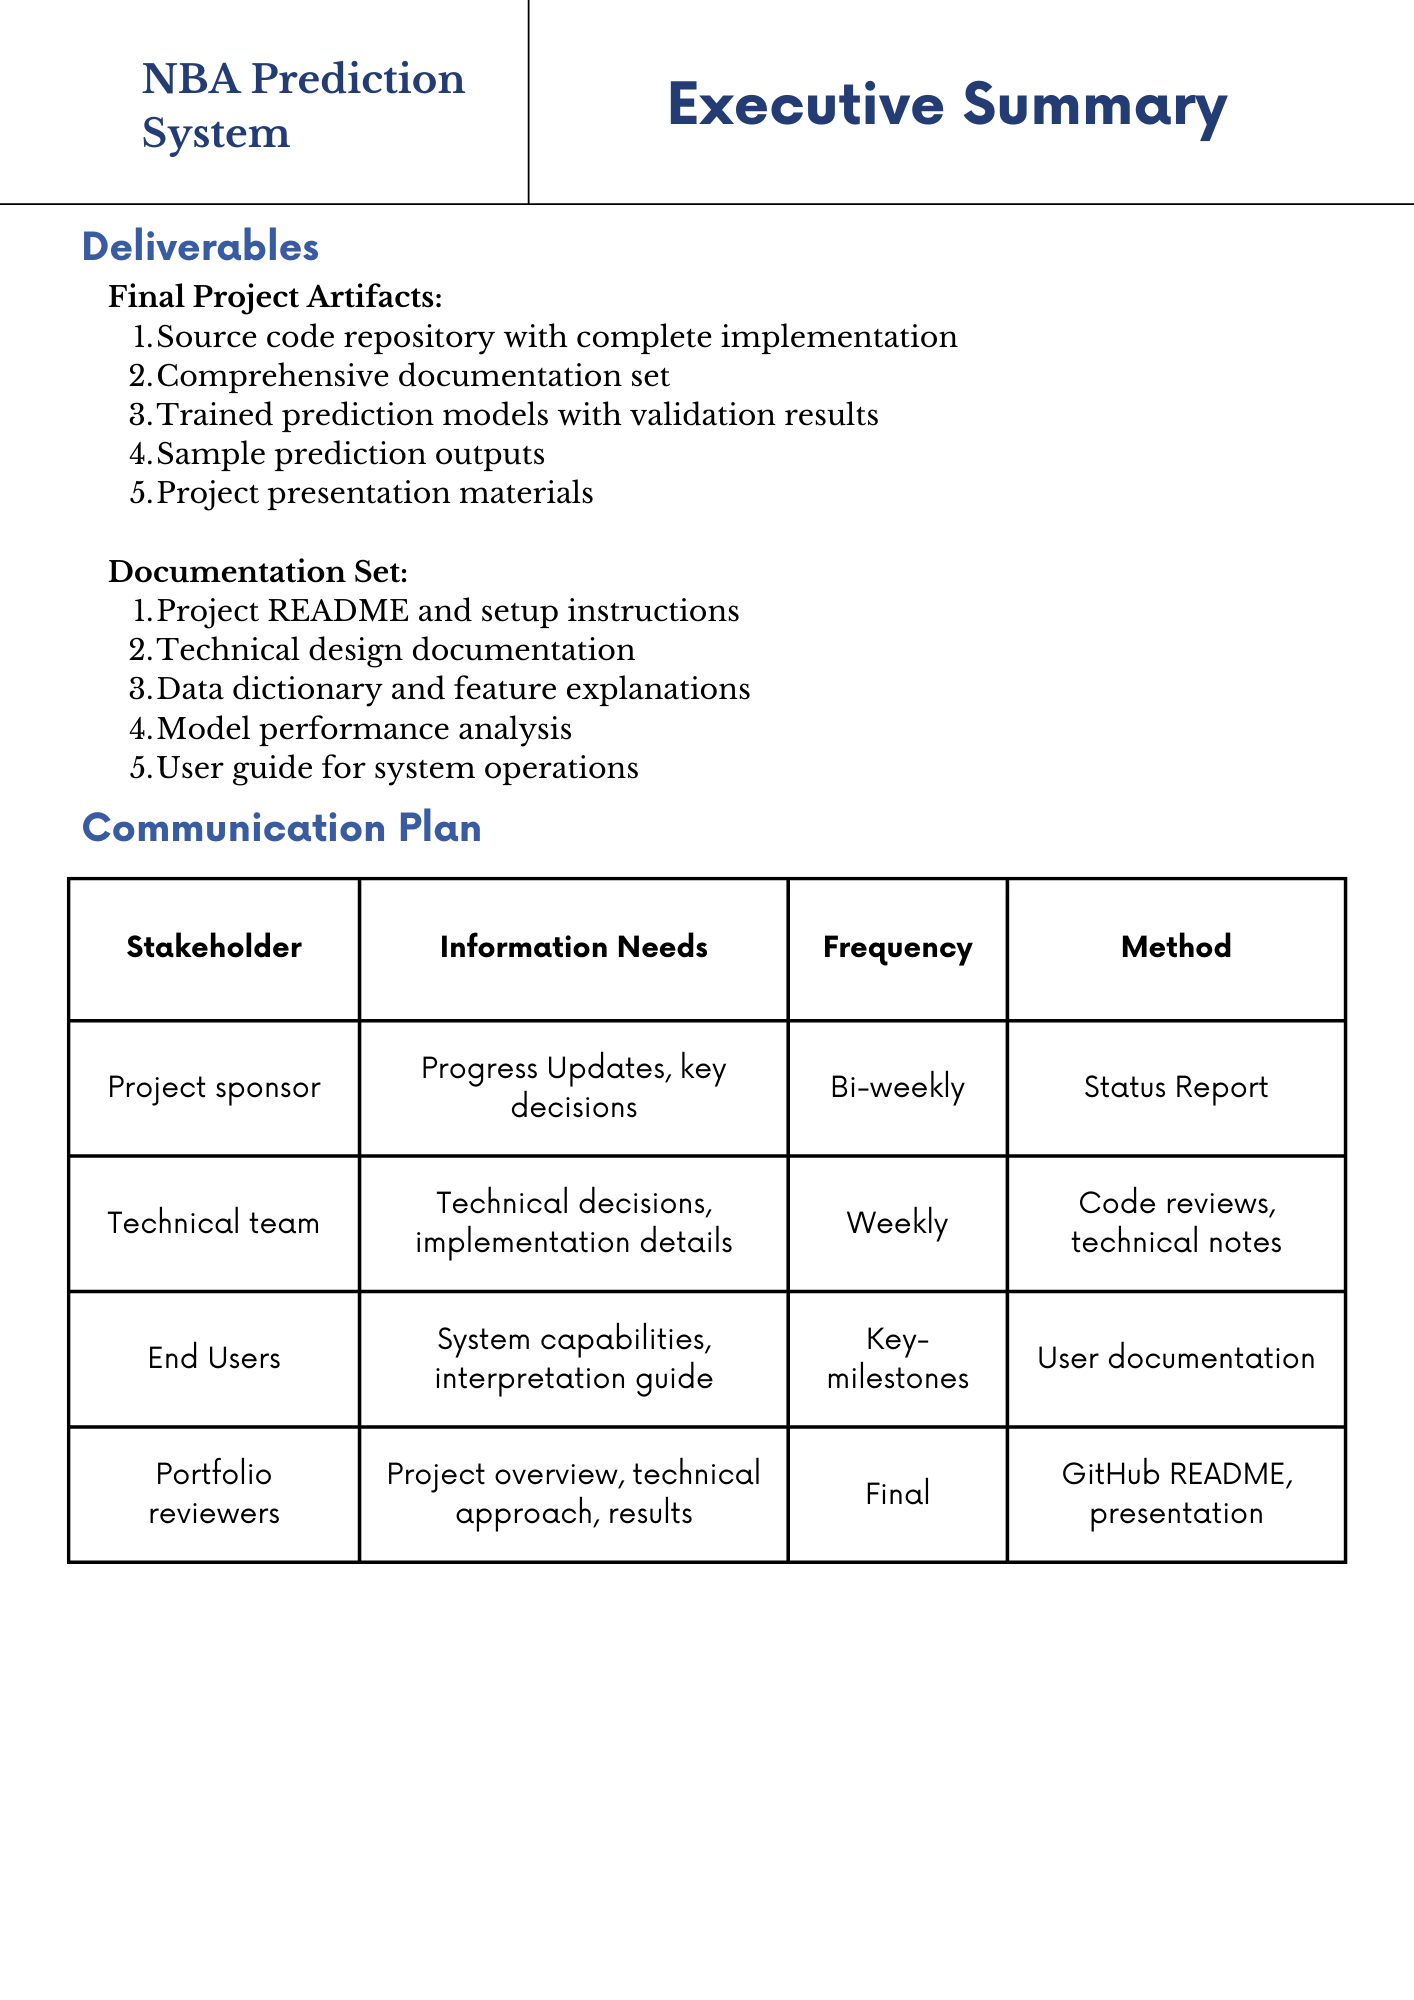 NBA Prediction
System
Executive Summary
Deliverables
Final Project Artifacts:
1. Source code repository with complete implementation
2. Comprehensive documentation set
3. Trained prediction models with validation results
4. Sample prediction outputs
5. Project presentation materials
Documentation Set:
1. Project README and setup instructions
2. Technical design documentation
3. Data dictionary and feature explanations
4. Model performance analysis
5. User guide for system operations
Communication Plan
Stakeholder
Information Needs
Frequency
Method
Project sponsor
Progress Updates, key
decisions
Bi-weekly
Status Report
Technical team
Technical decisions,
implementation details
Weekly
Code reviews,
technical notes
End Users
System capabilities,
interpretation guide
Key-
milestones
User documentation
Portfolio
reviewers
Project overview, technical
approach, results
Final
GitHub README,
presentation